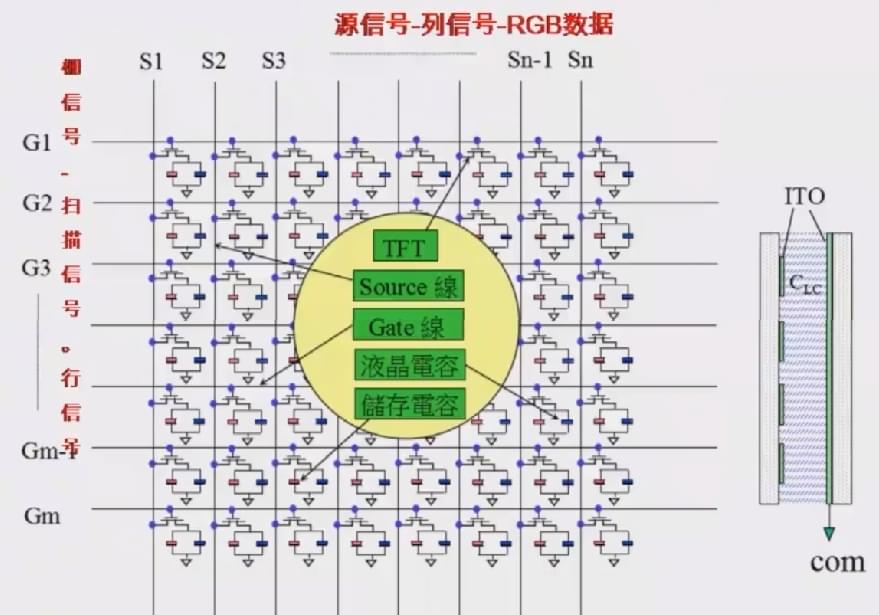 源信号-列信号-RGB数据
S1 S2 S3 Sn-1 Sn
栅信号-扫描信号。行信号
G1
G2
G3
Gm-1
Gm
TFT
Source 線
Gate 線
液晶電容
儲存電容
ITO
CLC
com